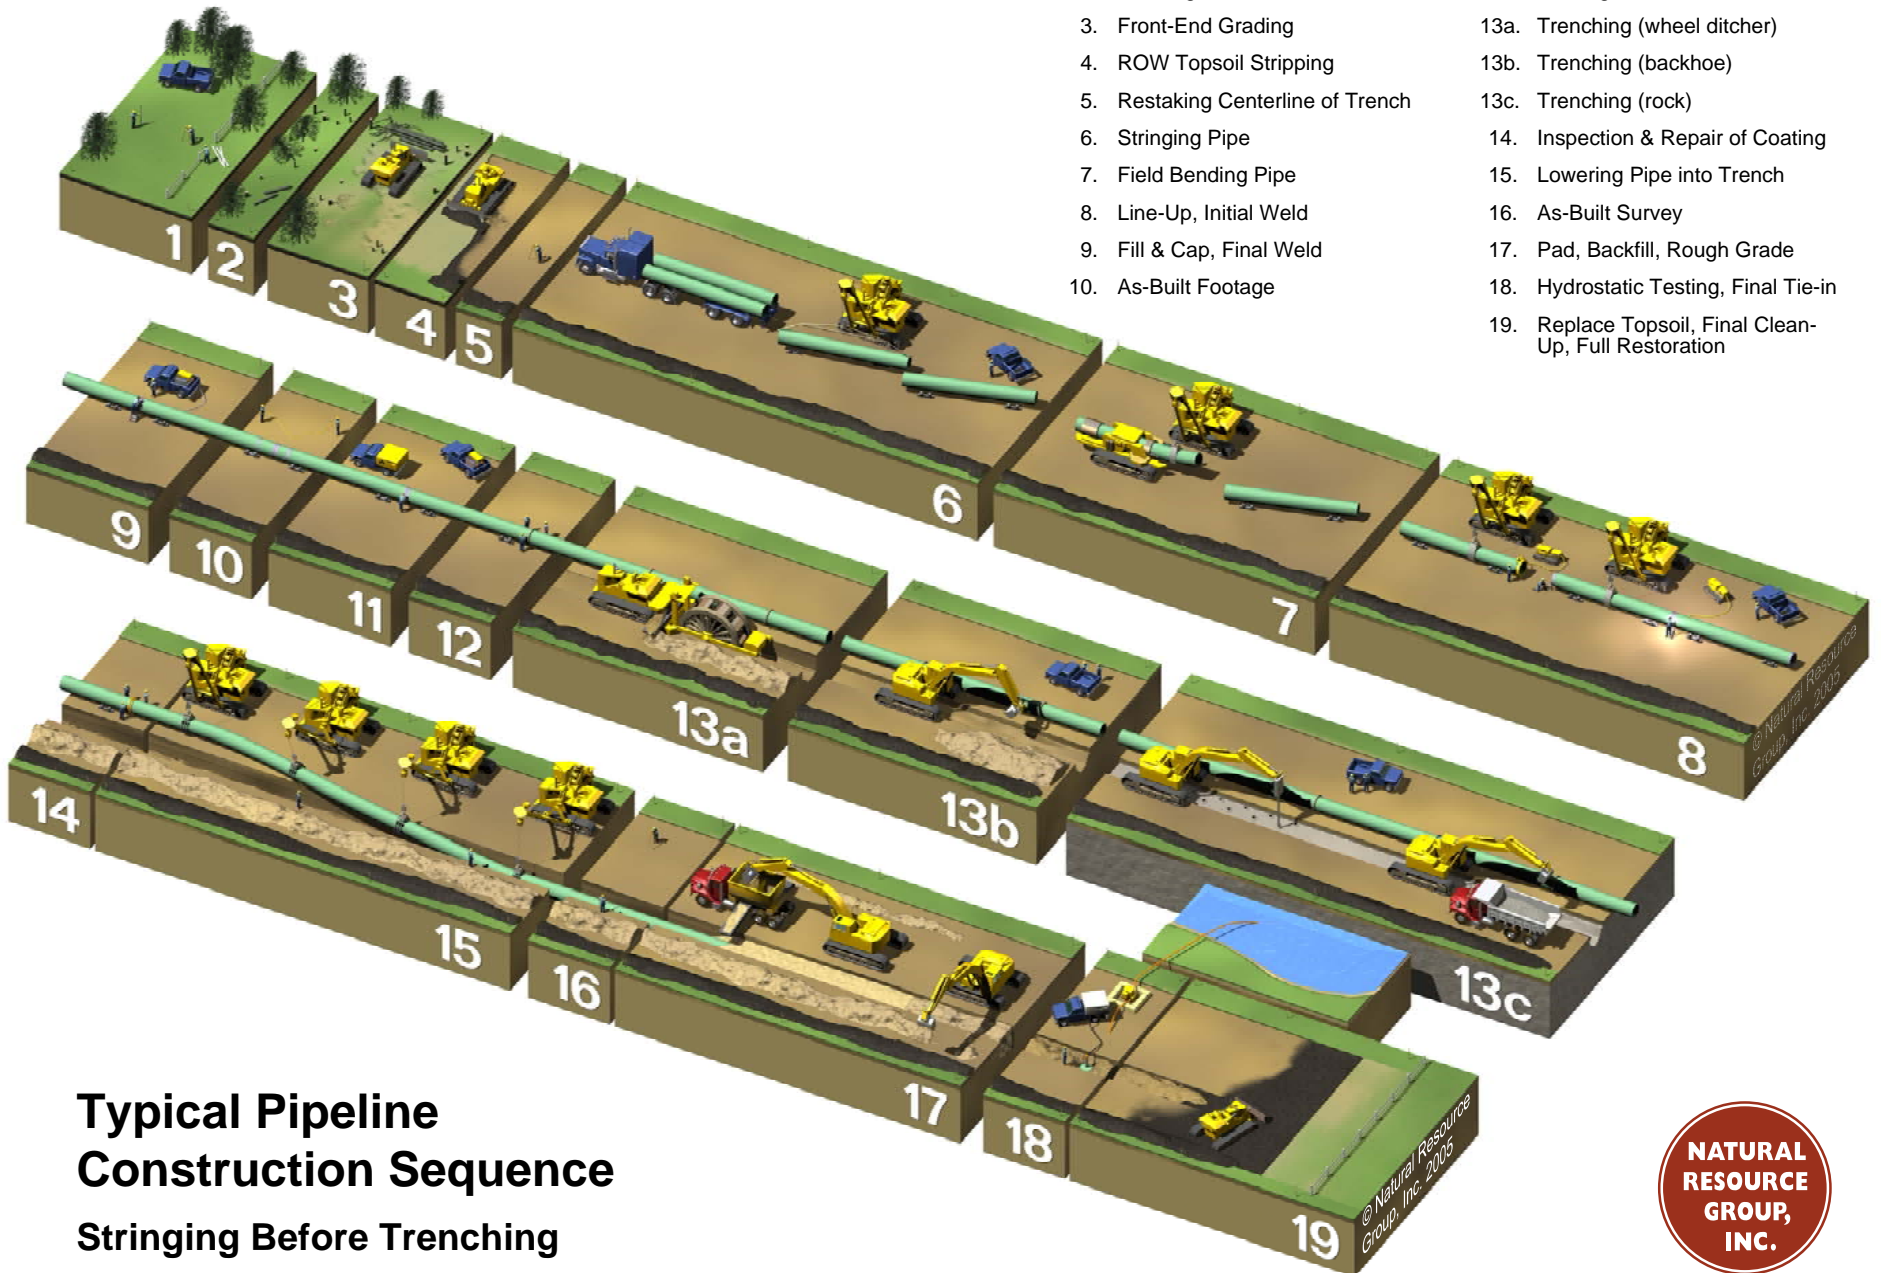 3. Front-End Grading
4. ROW Topsoil Stripping
5. Restaking Centerline of Trench
6. Stringing Pipe
7. Field Bending Pipe
8. Line-Up, Initial Weld
9. Fill & Cap, Final Weld
10. As-Built Footage
13a. Trenching (wheel ditcher)
13b. Trenching (backhoe)
13c. Trenching (rock)
14. Inspection & Repair of Coating
15. Lowering Pipe into Trench
16. As-Built Survey
17. Pad, Backfill, Rough Grade
18. Hydrostatic Testing, Final Tie-in
19. Replace Topsoil, Final Clean-
Up, Full Restoration
1
2
3
4
5
6
7
8
© Natural Resource
Group, Inc. 2005
9
10
11
12
13a
13b
13c
14
15
16
17
18
19
© Natural Resource
Group, Inc. 2005
Typical Pipeline
Construction Sequence
Stringing Before Trenching
NATURAL
RESOURCE
GROUP,
INC.